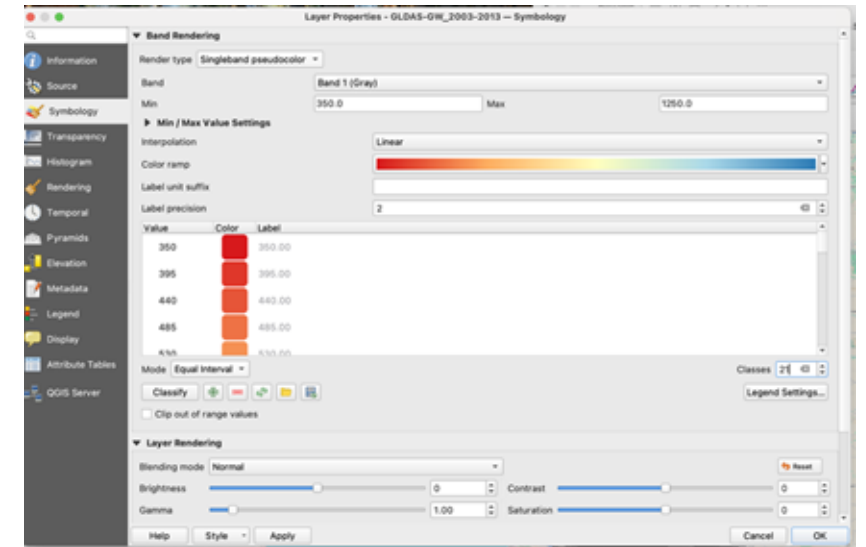 Layer Properties - GLDAS-GW_2003-2013 — Symbology
Information
Source
Symbology
Transparency
Histogram
Rendering
Temporal
Pyramids
Elevation
Metadata
Legend
Display
Attribute Tables
QGIS Server
Band Rendering
Render type Singleband pseudocolor
Band Band 1 (Gray)
Min 350.0 Max 1250.0
Min / Max Value Settings
Interpolation Linear
Color ramp
Label unit suffix
Label precision 2
Value Color Label
350 350.00
395 395.00
440 440.00
485 485.00
530 530.00
Mode Equal Interval Classes 21
Classify Legend Settings...
Clip out of range values
Layer Rendering
Blending mode Normal Reset
Brightness 0 Contrast 0
Gamma 1.00 Saturation 0
Help Style Apply Cancel OK